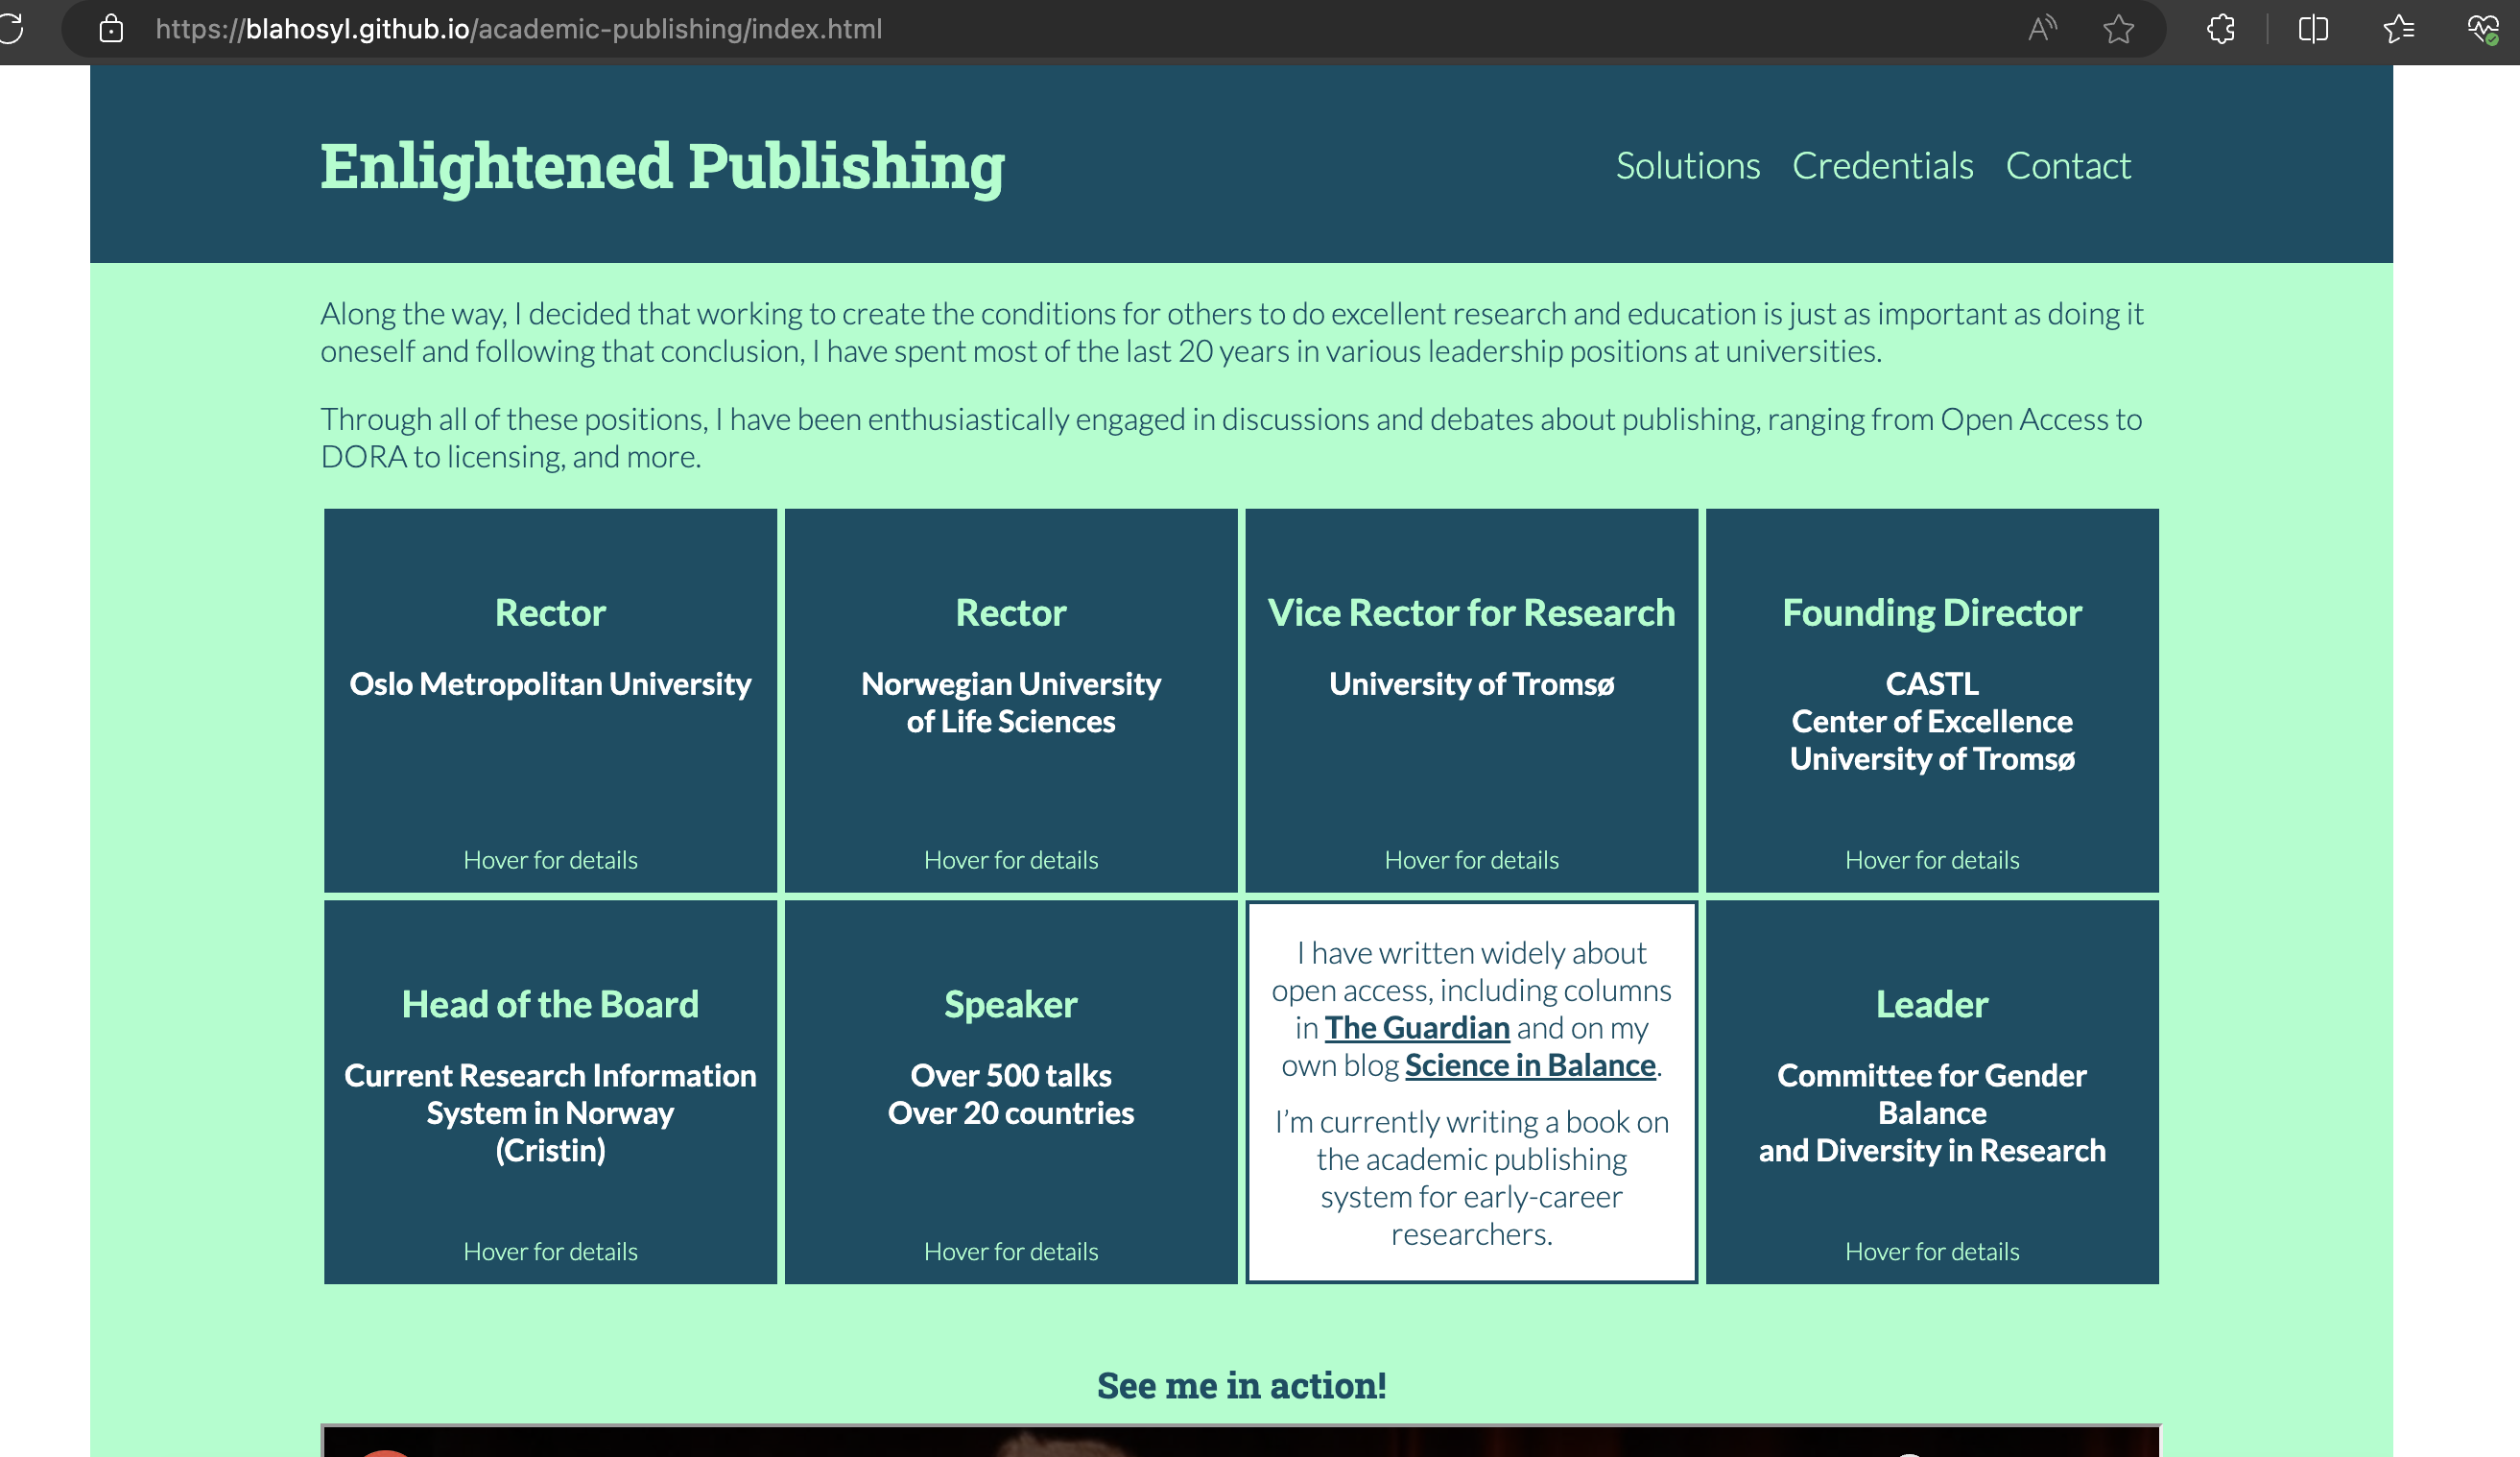 https://blahosyl.github.io/academic-publishing/index.html
Enlightened Publishing
Solutions Credentials Contact
Along the way, I decided that working to create the conditions for others to do excellent research and education is just as important as doing it
oneself and following that conclusion, I have spent most of the last 20 years in various leadership positions at universities.
Through all of these positions, I have been enthusiastically engaged in discussions and debates about publishing, ranging from Open Access to
DORA to licensing, and more.
Rector
Oslo Metropolitan University
Hover for details
Rector
Norwegian University
of Life Sciences
Hover for details
Vice Rector for Research
University of Tromsø
Hover for details
Founding Director
CASTL
Center of Excellence
University of Tromsø
Hover for details
Head of the Board
Current Research Information
System in Norway
(Cristin)
Hover for details
Speaker
Over 500 talks
Over 20 countries
Hover for details
I have written widely about
open access, including columns
in The Guardian and on my
own blog Science in Balance.
I’m currently writing a book on
the academic publishing
system for early-career
researchers.
Leader
Committee for Gender
Balance
and Diversity in Research
Hover for details
See me in action!